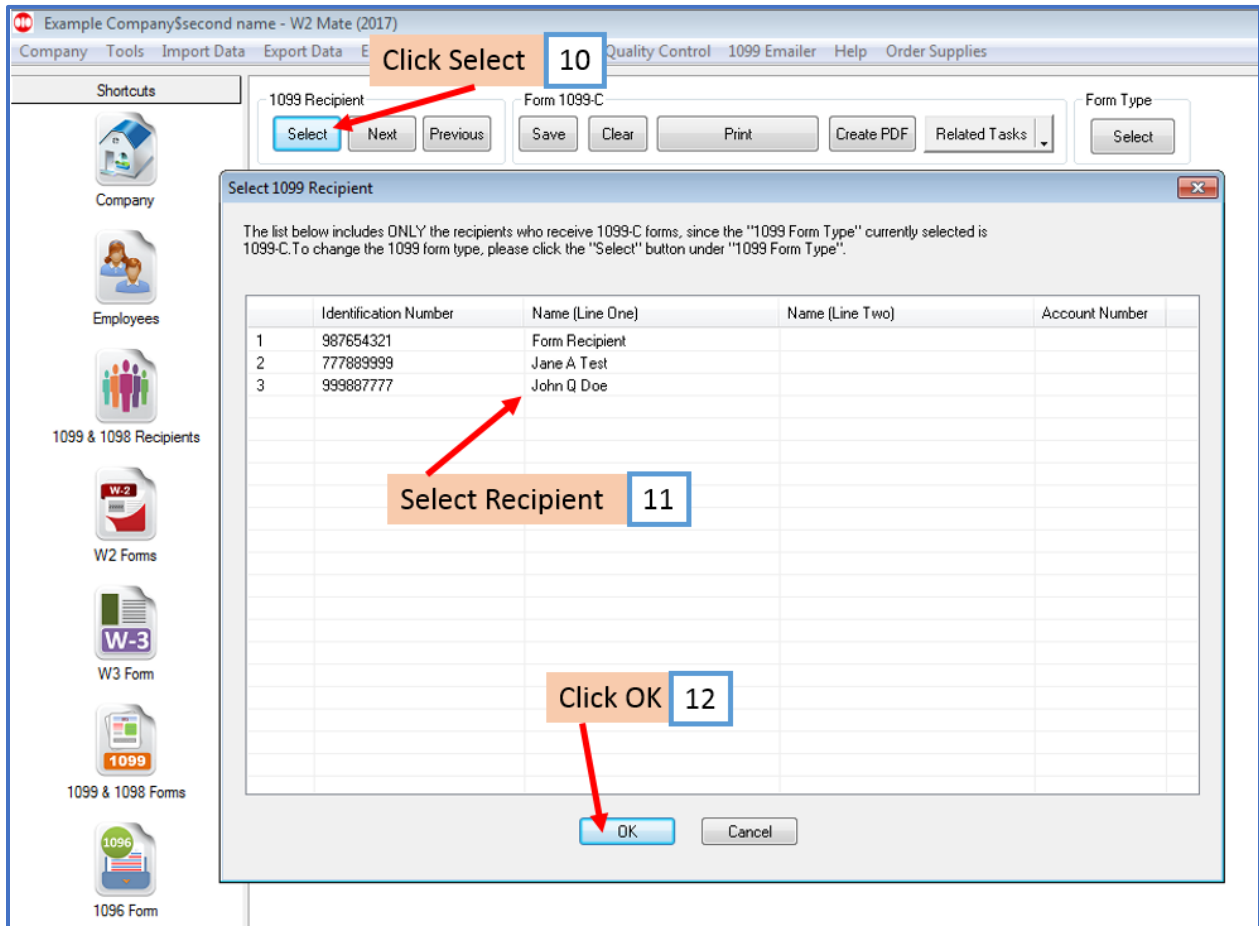 Example Company$second name - W2 Mate (2017)
Company Tools Import Data Export Data E Quality Control 1099 Emailer Help Order Supplies
Click Select 10
Shortcuts
1099 Recipient Form 1099-C Form Type
Select Next Previous Save Clear Print Create PDF Related Tasks Select
Company
Select 1099 Recipient
The list below includes ONLY the recipients who receive 1099-C forms, since the "1099 Form Type" currently selected is
1099-C.To change the 1099 form type, please click the "Select" button under "1099 Form Type".
Employees
Identification Number Name (Line One) Name (Line Two) Account Number
1 987654321 Form Recipient
2 777889999 Jane A Test
3 999887777 John Q Doe
1099 & 1098 Recipients
Select Recipient 11
W-2
W2 Forms
W-3
W3 Form
Click OK 12
1099
1099 & 1098 Forms
OK Cancel
1096
1096 Form